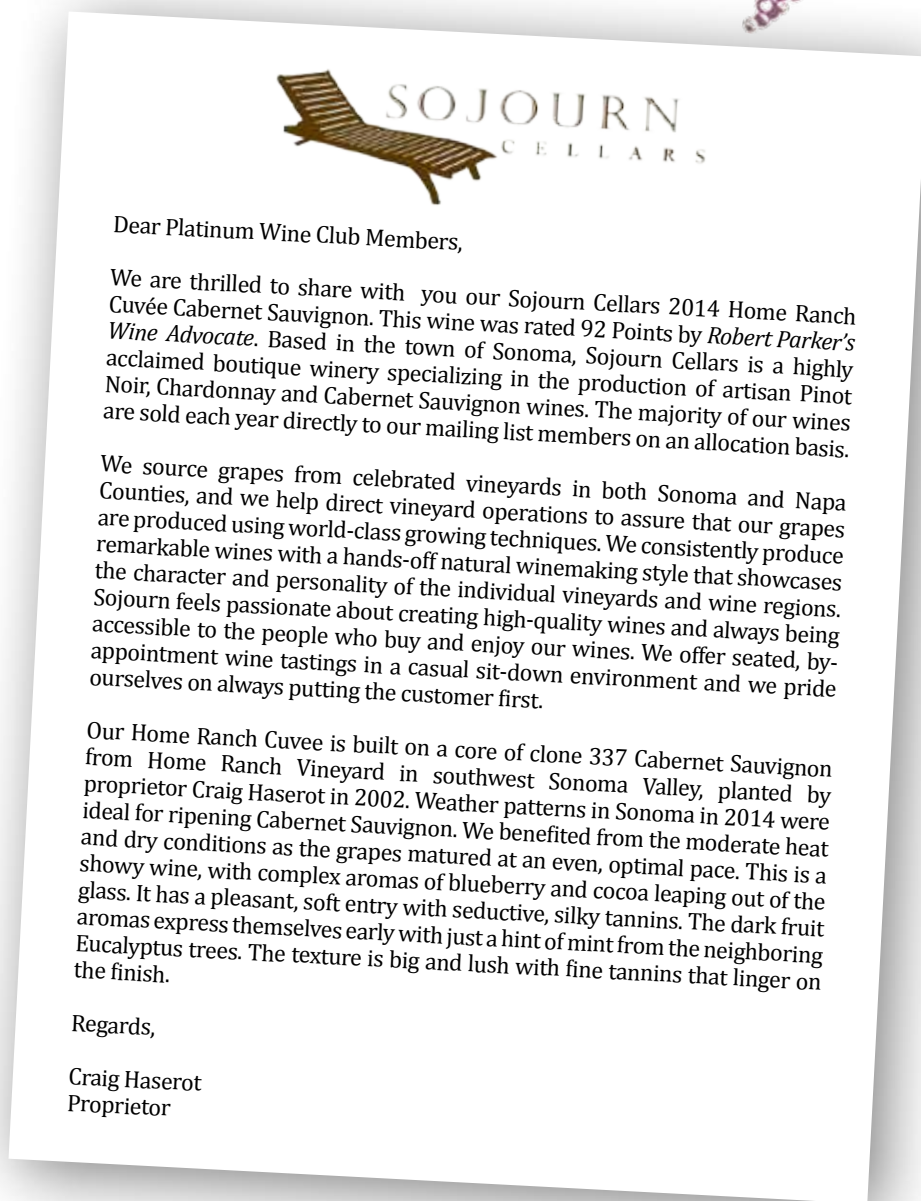 SOJOURN
CELLARS
Dear Platinum Wine Club Members,
We are thrilled to share with  you our Sojourn Cellars 2014 Home Ranch
Cuvée Cabernet Sauvignon. This wine was rated 92 Points by Robert Parker's
Wine Advocate. Based in the town of Sonoma, Sojourn Cellars is a highly
acclaimed boutique winery specializing in the production of artisan Pinot
Noir, Chardonnay and Cabernet Sauvignon wines. The majority of our wines
are sold each year directly to our mailing list members on an allocation basis.
We source grapes from celebrated vineyards in both Sonoma and Napa
Counties, and we help direct vineyard operations to assure that our grapes
are produced using world-class growing techniques. We consistently produce
remarkable wines with a hands-off natural winemaking style that showcases
the character and personality of the individual vineyards and wine regions.
Sojourn feels passionate about creating high-quality wines and always being
accessible to the people who buy and enjoy our wines. We offer seated, by-
appointment wine tastings in a casual sit-down environment and we pride
ourselves on always putting the customer first.
Our Home Ranch Cuvee is built on a core of clone 337 Cabernet Sauvignon
from Home Ranch Vineyard in southwest Sonoma Valley, planted by
proprietor Craig Haserot in 2002. Weather patterns in Sonoma in 2014 were
ideal for ripening Cabernet Sauvignon. We benefited from the moderate heat
and dry conditions as the grapes matured at an even, optimal pace. This is a
showy wine, with complex aromas of blueberry and cocoa leaping out of the
glass. It has a pleasant, soft entry with seductive, silky tannins. The dark fruit
aromas express themselves early with just a hint of mint from the neighboring
Eucalyptus trees. The texture is big and lush with fine tannins that linger on
the finish.
Regards,
Craig Haserot
Proprietor